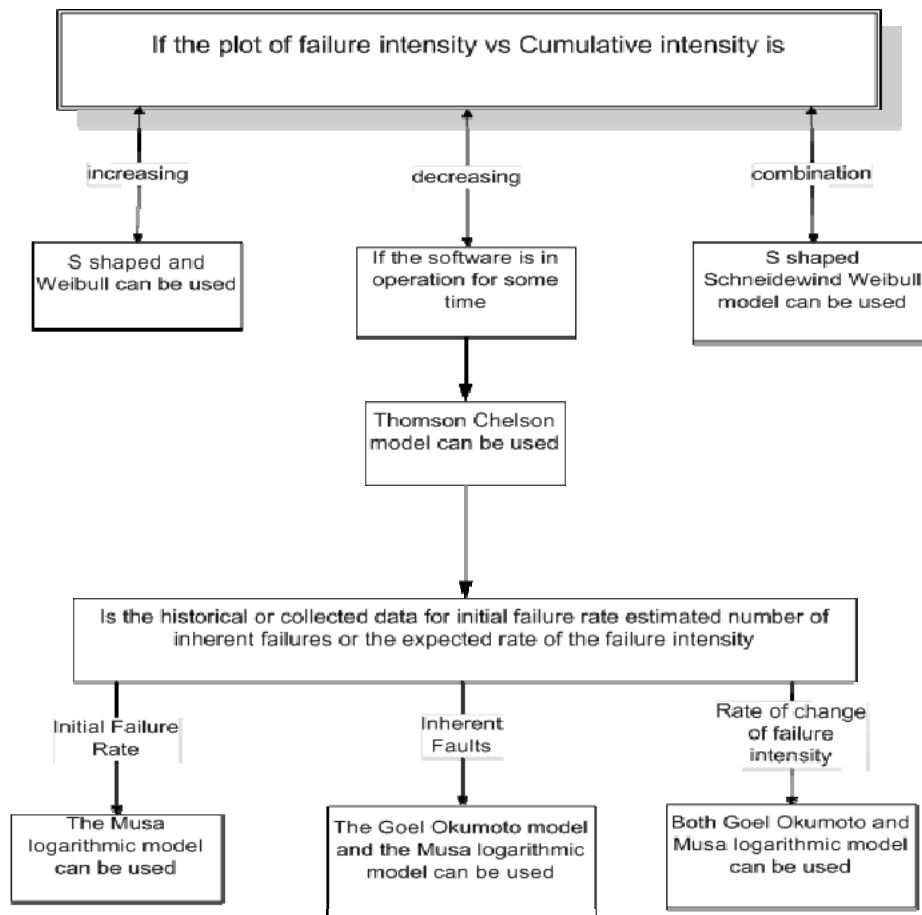 If the plot of failure intensity vs Cumulative intensity is
increasing
decreasing
combination
S shaped and
Weibull can be used
If the software is in
operation for some
time
S shaped
Schneidewind Weibull
model can be used
Thomson Chelson
model can be used
Is the historical or collected data for initial failure rate estimated number of
inherent failures or the expected rate of the failure intensity
Initial Failure
Rate
Inherent
Faults
Rate of change
of failure
intensity
The Musa
logarithmic model
can be used
The Goel Okumoto model
and the Musa logarithmic
model can be used
Both Goel Okumoto and
Musa logarithmic model
can be used